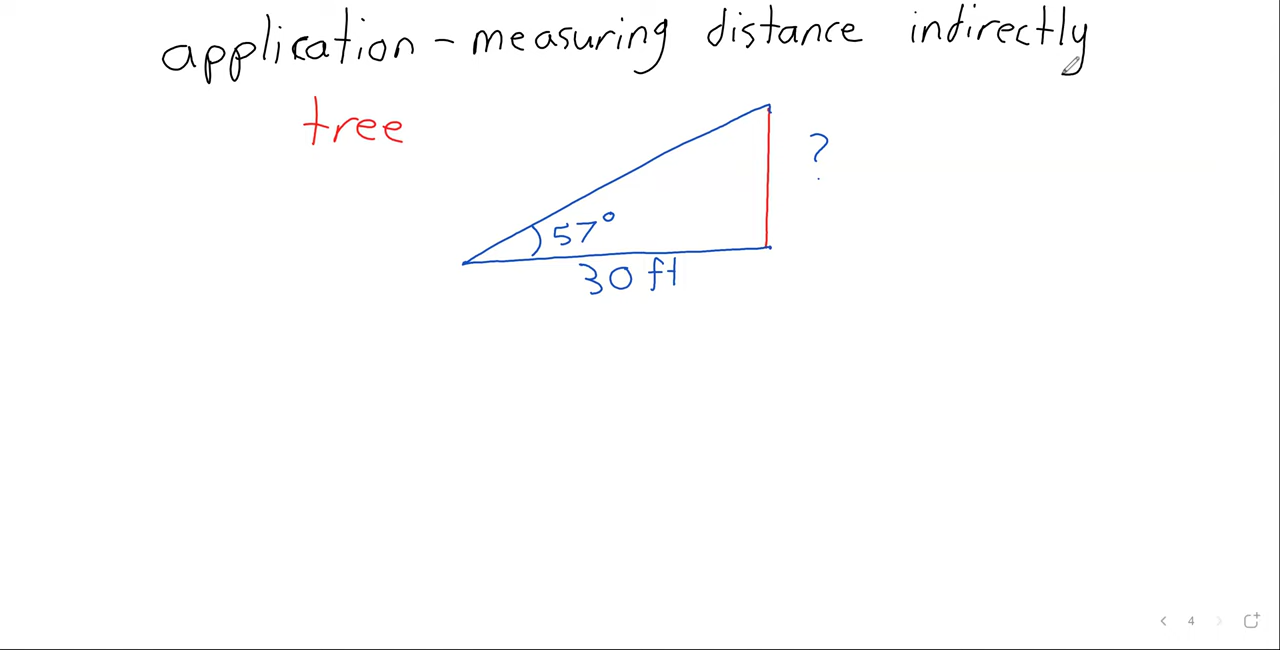 application - measuring distance indirectly
tree
?
57°
30 ft
< 4 >